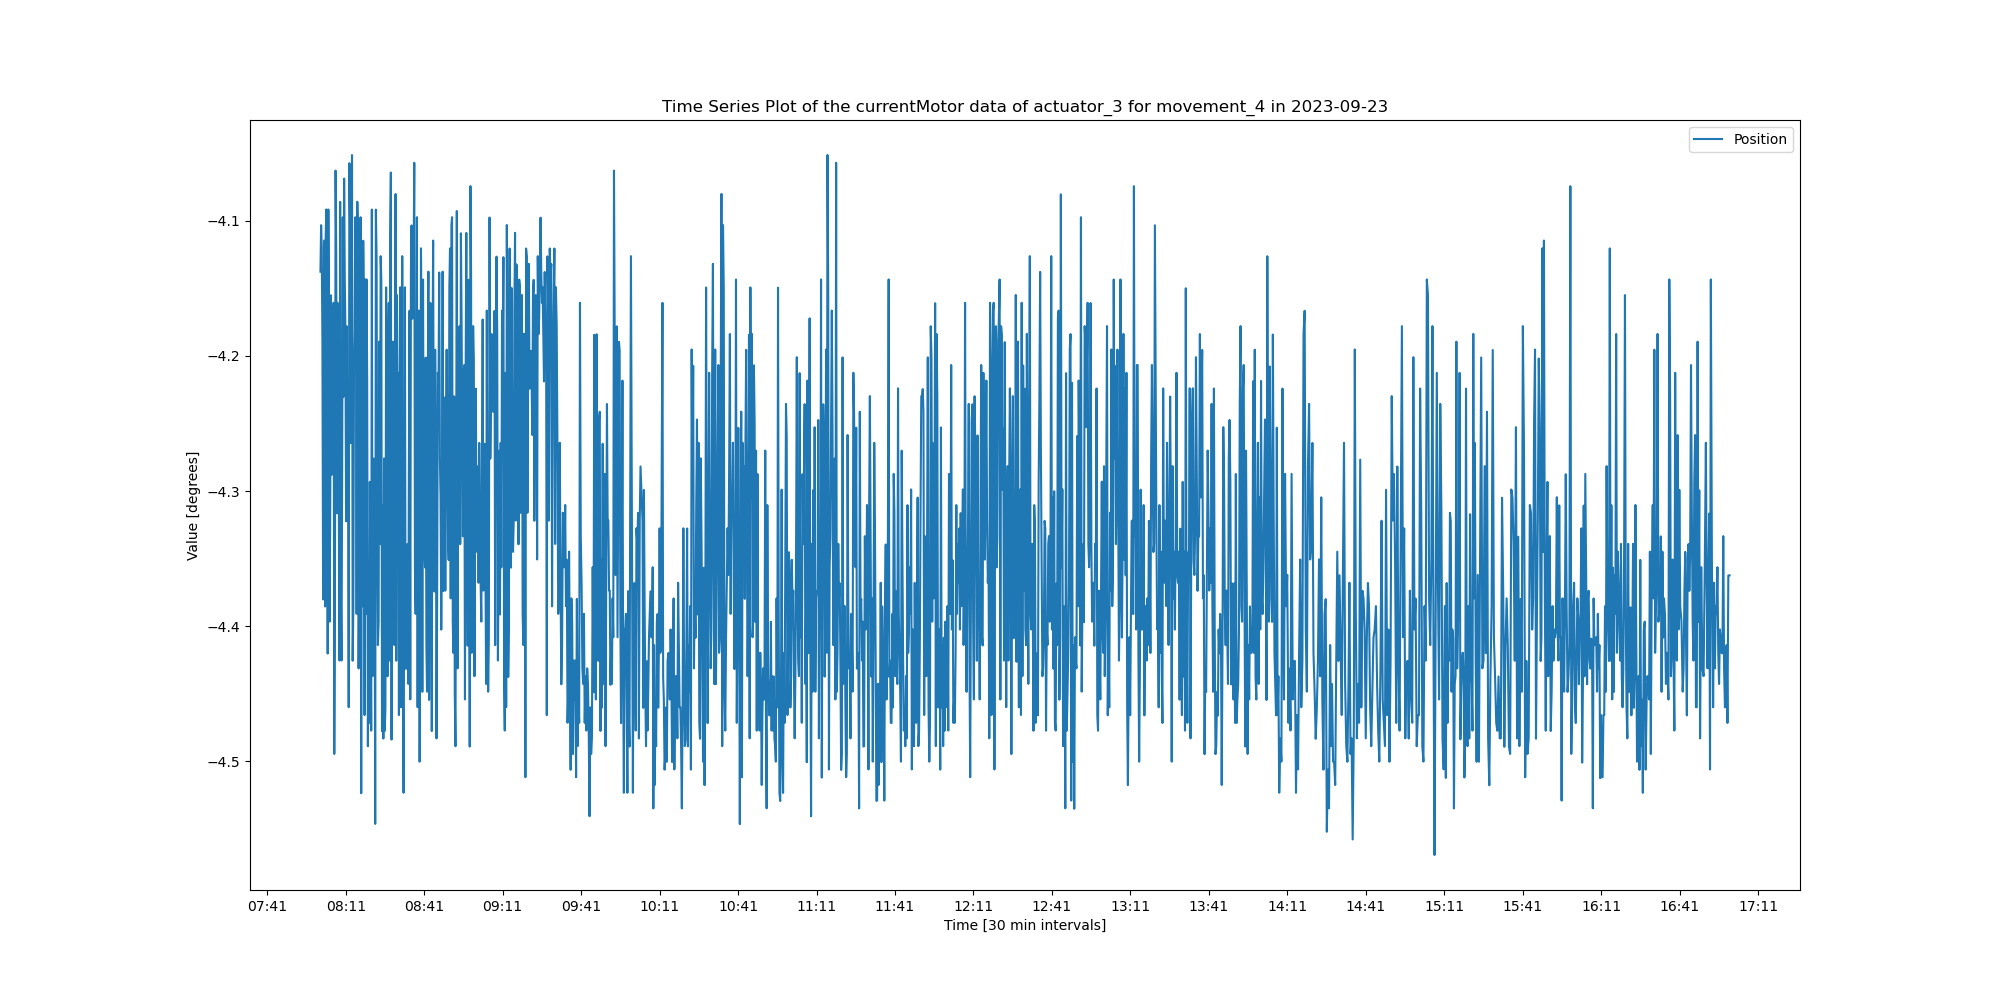 Time Series Plot of the currentMotor data of actuator_3 for movement_4 in 2023-09-23
Position
−4.1
−4.2
−4.3
−4.4
−4.5
Value [degrees]
07:41 08:11 08:41 09:11 09:41 10:11 10:41 11:11 11:41 12:11 12:41 13:11 13:41 14:11 14:41 15:11 15:41 16:11 16:41 17:11
Time [30 min intervals]